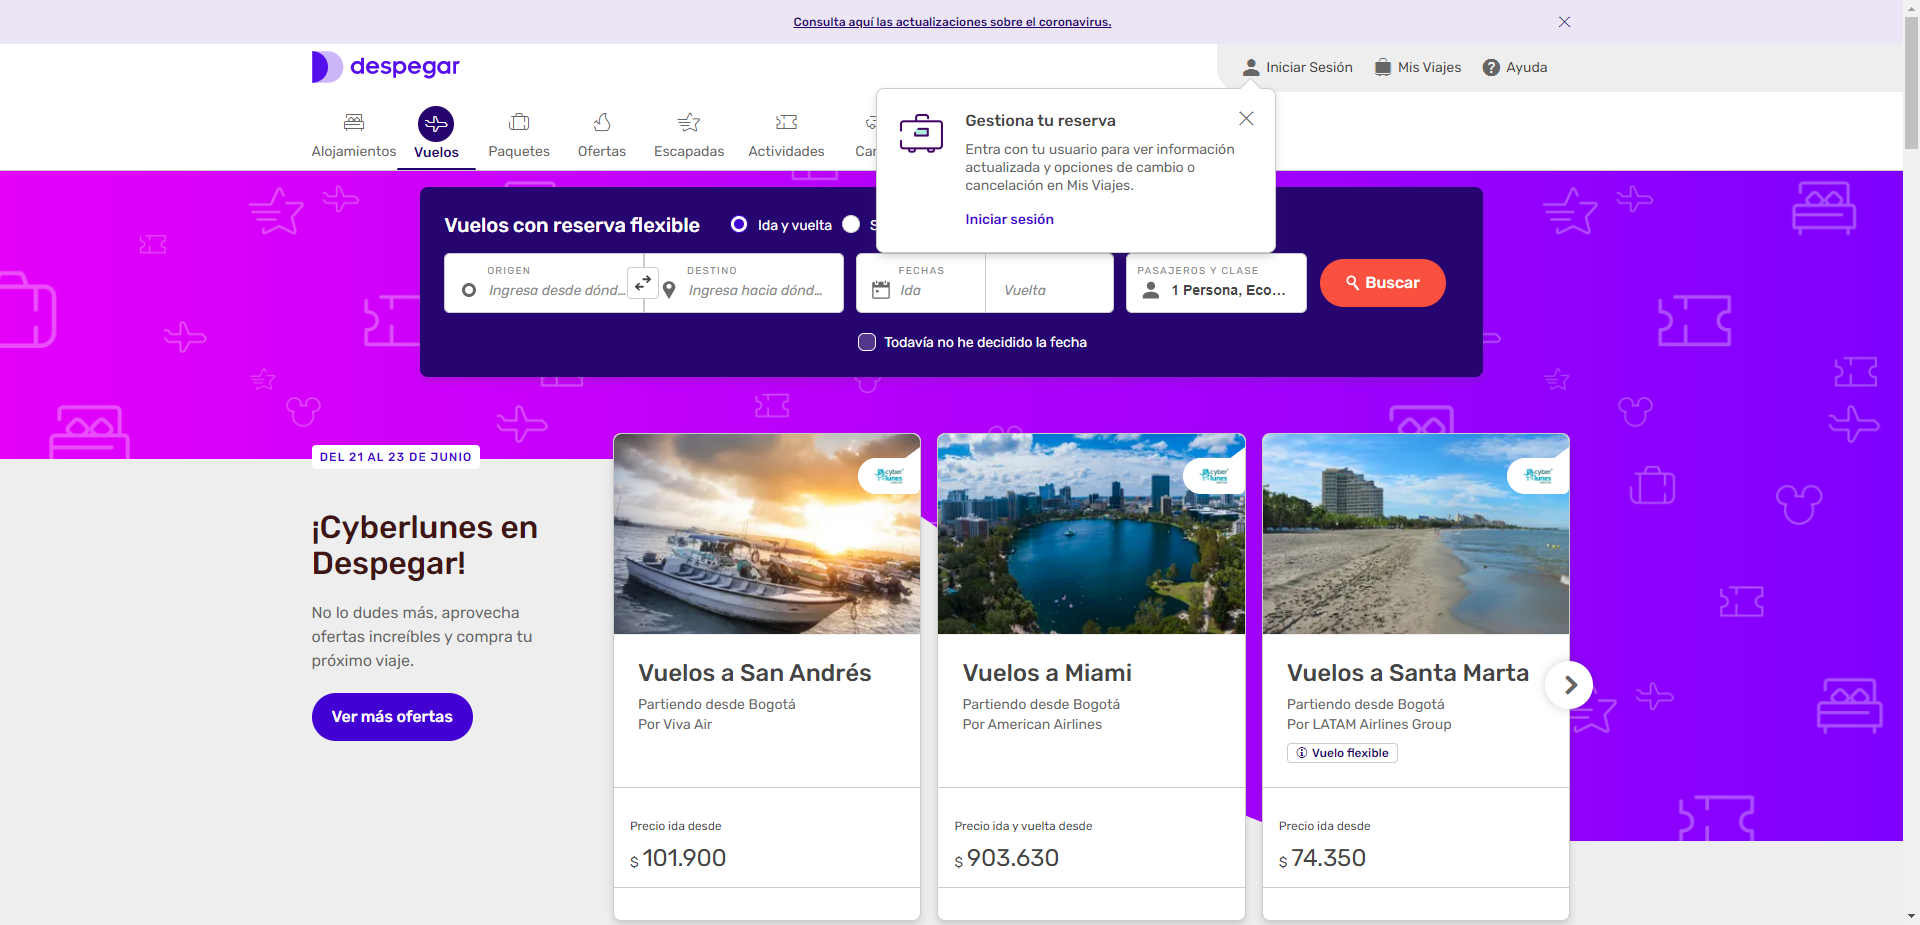 Consulta aquí las actualizaciones sobre el coronavirus.
despegar
Iniciar Sesión
Mis Viajes
Ayuda
Alojamientos
Vuelos
Paquetes
Ofertas
Escapadas
Actividades
Gestiona tu reserva
Entra con tu usuario para ver información
actualizada y opciones de cambio o
cancelación en Mis Viajes.
Iniciar sesión
Vuelos con reserva flexible
Ida y vuelta
ORIGEN
Ingresa desde dónd...
DESTINO
Ingresa hacia dónd...
FECHAS
Ida
Vuelta
PASAJEROS Y CLASE
1 Persona, Eco...
Buscar
Todavía no he decidido la fecha
DEL 21 AL 23 DE JUNIO
¡Cyberlunes en
Despegar!
No lo dudes más, aprovecha
ofertas increíbles y compra tu
próximo viaje.
Ver más ofertas
cyber
lunes
Vuelos a San Andrés
Partiendo desde Bogotá
Por Viva Air
Precio ida desde
$ 101.900
cyber
lunes
Vuelos a Miami
Partiendo desde Bogotá
Por American Airlines
Precio ida y vuelta desde
$ 903.630
cyber
lunes
Vuelos a Santa Marta
Partiendo desde Bogotá
Por LATAM Airlines Group
Vuelo flexible
Precio ida desde
$ 74.350